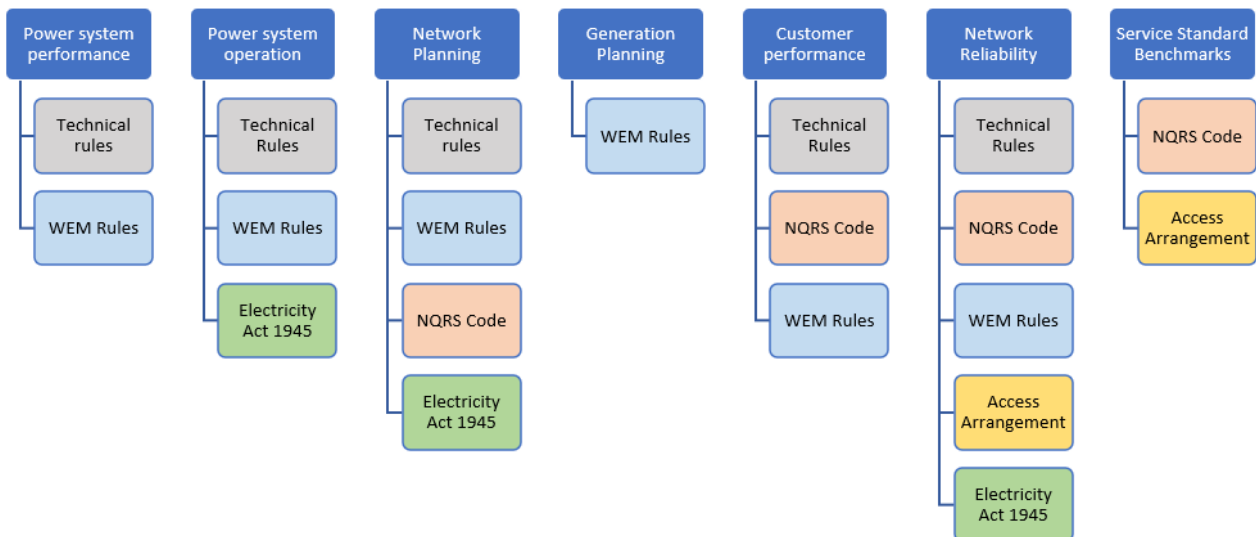 Power system
performance
Technical
rules
WEM Rules
Power system
operation
Technical
Rules
WEM Rules
Electricity
Act 1945
Network
Planning
Technical
rules
WEM Rules
NQRS Code
Electricity
Act 1945
Generation
Planning
WEM Rules
Customer
performance
Technical
Rules
NQRS Code
WEM Rules
Network
Reliability
Technical
Rules
NQRS Code
WEM Rules
Access
Arrangement
Electricity
Act 1945
Service Standard
Benchmarks
NQRS Code
Access
Arrangement